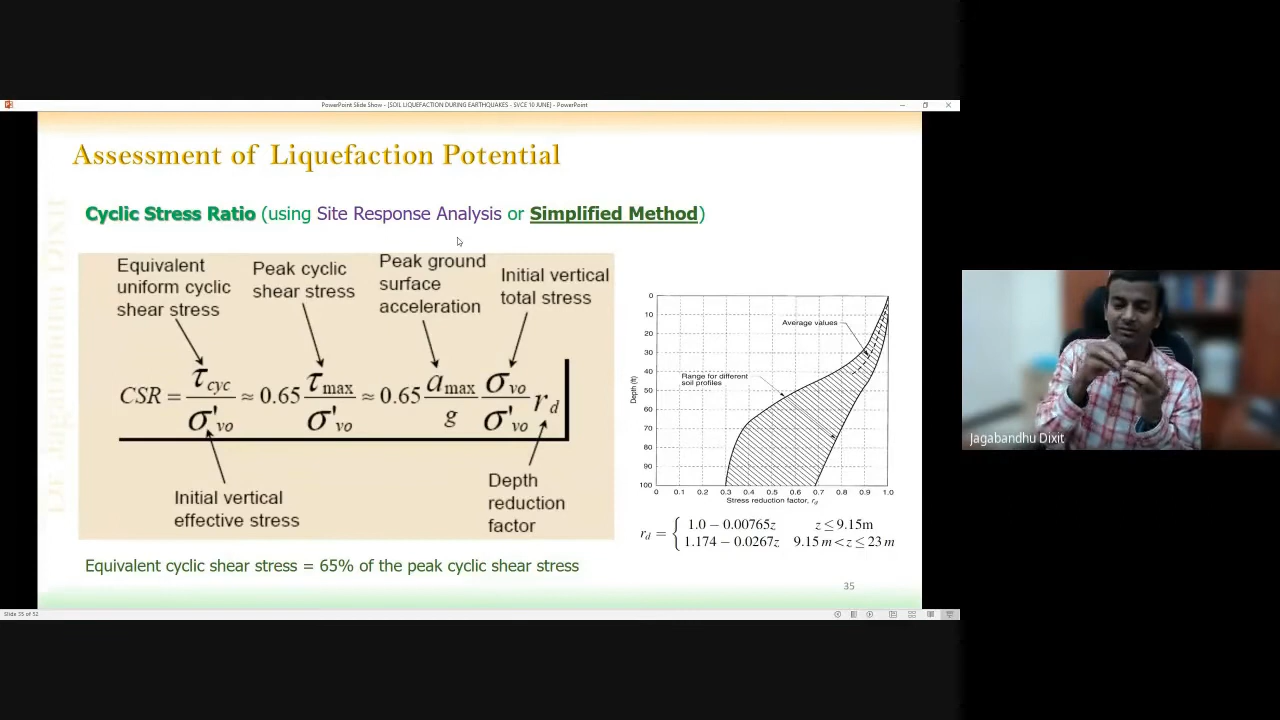 PowerPoint Slide Show - [SOIL LIQUEFACTION DURING EARTHQUAKES - SVCE 10 JUNE] - PowerPoint
Assessment of Liquefaction Potential
Cyclic Stress Ratio (using Site Response Analysis or Simplified Method)
Equivalent
uniform cyclic
shear stress
Peak cyclic
shear stress
Peak ground
surface
acceleration
Initial vertical
total stress
CSR = τcyc / σ'vo ≈ 0.65 τmax / σ'vo ≈ 0.65 amax / g σvo / σ'vo rd
Initial vertical
effective stress
Depth
reduction
factor
Equivalent cyclic shear stress = 65% of the peak cyclic shear stress
Depth (ft)
0
10
20
30
40
50
60
70
80
90
100
Average values
Range for different
soil profiles
0 0.1 0.2 0.3 0.4 0.5 0.6 0.7 0.8 0.9 1.0
Stress reduction factor, rd
rd = { 1.0 – 0.00765z z ≤ 9.15m
1.174 – 0.0267z 9.15 m < z ≤ 23 m
35
Slide 35 of 52
DR. Jagabandhu DIXIT
Jagabandhu Dixit